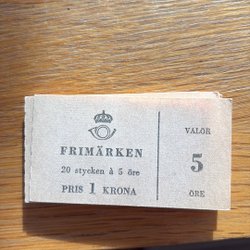 FRIMÄRKEN
20 stycken à 5 öre
PRIS 1 KRONA
VALÖR
5
ÖRE